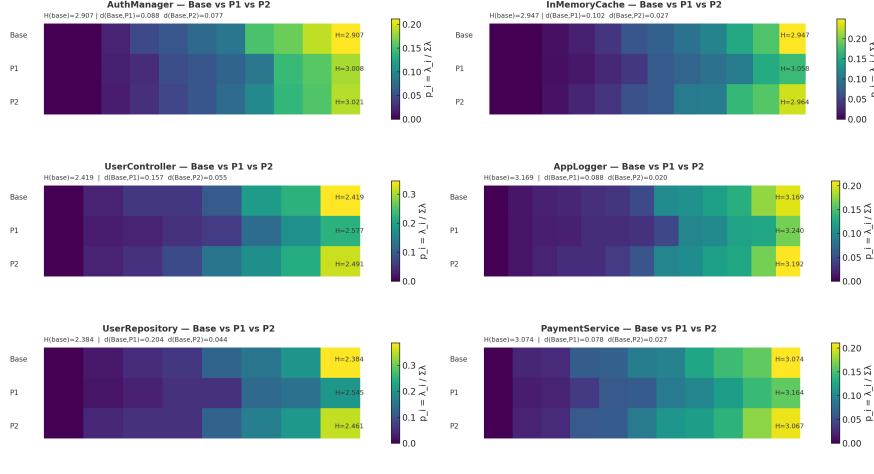 AuthManager — Base vs P1 vs P2
H(base)=2.907 | d(Base,P1)=0.088 d(Base,P2)=0.077
Base
P1
P2
H=2.907
H=3.008
H=3.021
0.20
0.15
0.10
0.05
0.00
p_i = λ_i / Σλ
InMemoryCache — Base vs P1 vs P2
H(base)=2.947 | d(Base,P1)=0.102 d(Base,P2)=0.027
Base
P1
P2
H=2.947
H=3.058
H=2.964
0.20
0.15
0.10
0.05
0.00
p_i = λ_i / Σλ
UserController — Base vs P1 vs P2
H(base)=2.419 | d(Base,P1)=0.157 d(Base,P2)=0.055
Base
P1
P2
H=2.419
H=2.577
H=2.491
0.3
0.2
0.1
0.0
p_i = λ_i / Σλ
AppLogger — Base vs P1 vs P2
H(base)=3.169 | d(Base,P1)=0.088 d(Base,P2)=0.020
Base
P1
P2
H=3.169
H=3.240
H=3.192
0.20
0.15
0.10
0.05
0.00
p_i = λ_i / Σλ
UserRepository — Base vs P1 vs P2
H(base)=2.384 | d(Base,P1)=0.204 d(Base,P2)=0.044
Base
P1
P2
H=2.384
H=2.545
H=2.461
0.3
0.2
0.1
0.0
p_i = λ_i / Σλ
PaymentService — Base vs P1 vs P2
H(base)=3.074 | d(Base,P1)=0.078 d(Base,P2)=0.027
Base
P1
P2
H=3.074
H=3.164
H=3.067
0.20
0.15
0.10
0.05
0.00
p_i = λ_i / Σλ